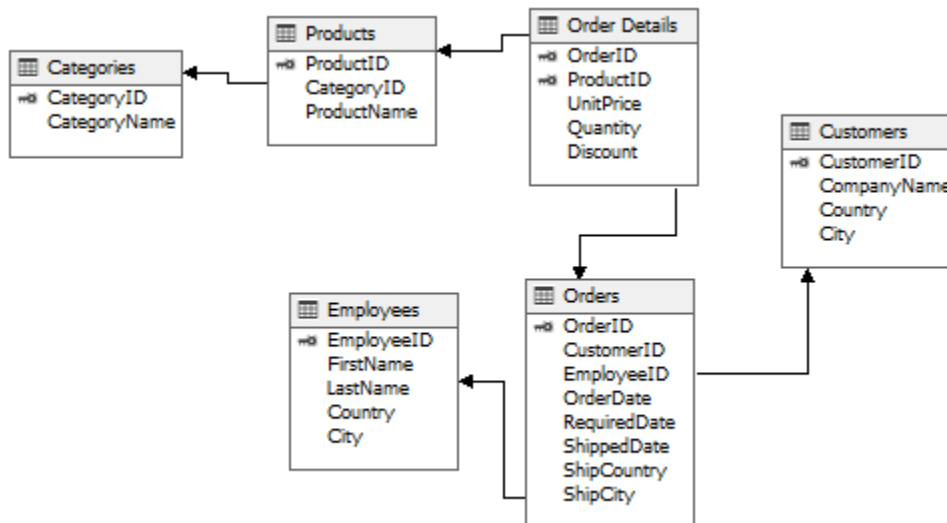 Categories
CategoryID
CategoryName
Products
ProductID
CategoryID
ProductName
Order Details
OrderID
ProductID
UnitPrice
Quantity
Discount
Customers
CustomerID
CompanyName
Country
City
Employees
EmployeeID
FirstName
LastName
Country
City
Orders
OrderID
CustomerID
EmployeeID
OrderDate
RequiredDate
ShippedDate
ShipCountry
ShipCity